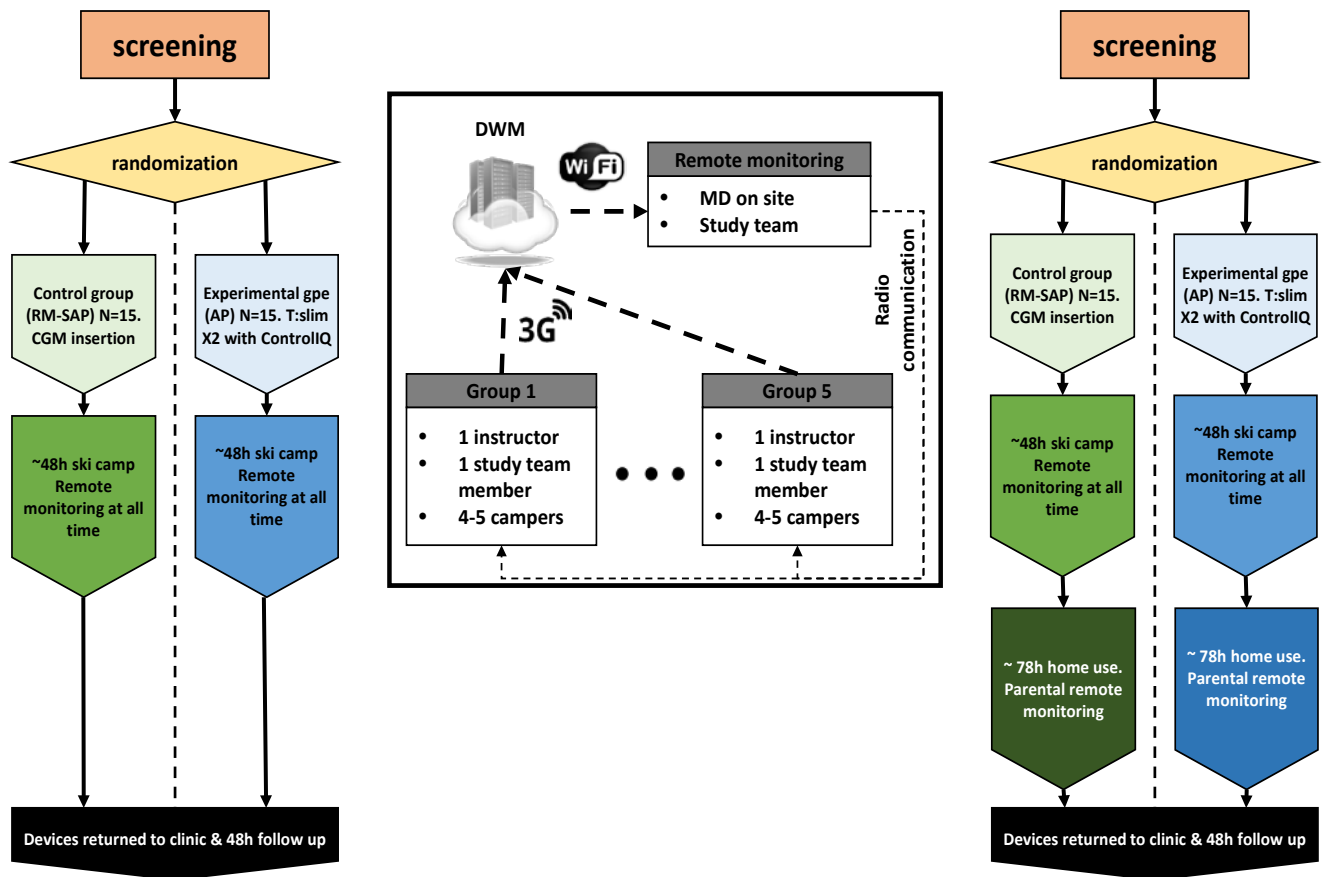 screening
randomization
Control group
(RM-SAP) N=15.
CGM insertion
Experimental gpe
(AP) N=15. T:slim
X2 with ControlIQ
~48h ski camp
Remote
monitoring at all
time
~48h ski camp
Remote
monitoring at all
time
Devices returned to clinic & 48h follow up
DWM
WiFi
Remote monitoring
• MD on site
• Study team
Radio
communication
3G
Group 1
• 1 instructor
• 1 study team
member
• 4-5 campers
Group 5
• 1 instructor
• 1 study team
member
• 4-5 campers
screening
randomization
Control group
(RM-SAP) N=15.
CGM insertion
Experimental gpe
(AP) N=15. T:slim
X2 with ControlIQ
~48h ski camp
Remote
monitoring at all
time
~48h ski camp
Remote
monitoring at all
time
~ 78h home use.
Parental remote
monitoring
~ 78h home use.
Parental remote
monitoring
Devices returned to clinic & 48h follow up